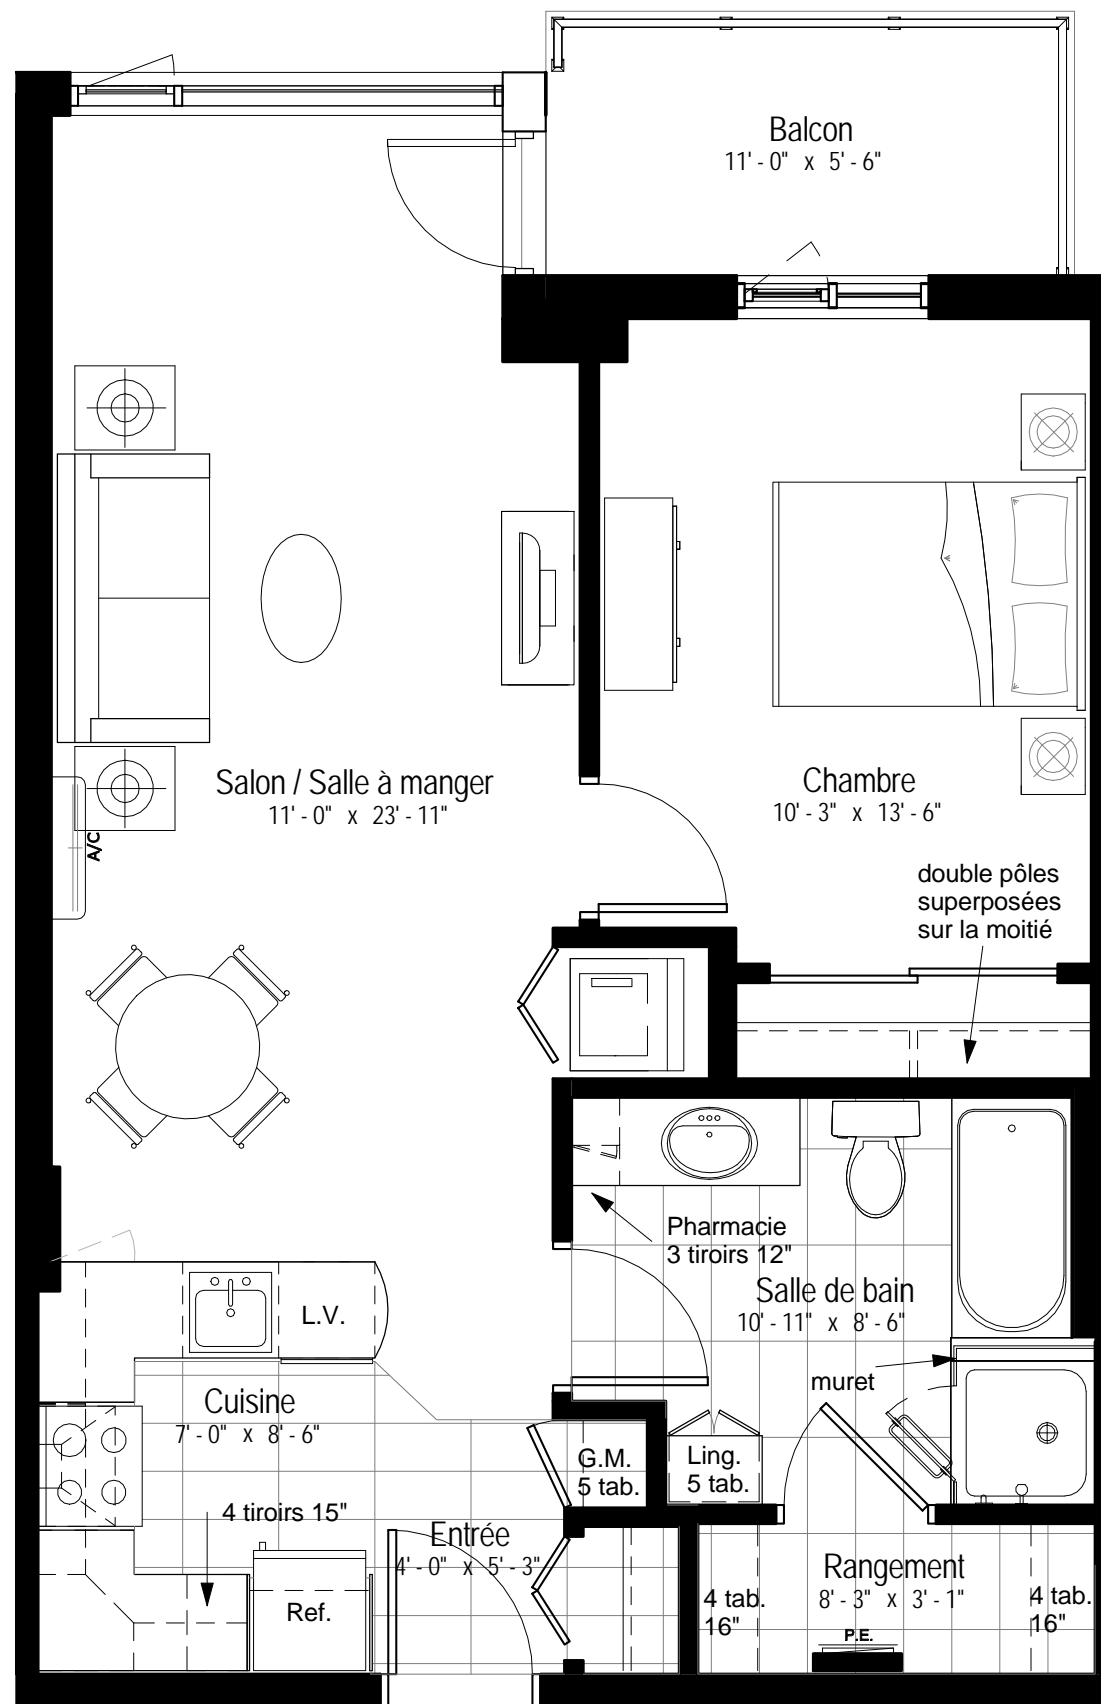 Balcon
11' - 0" x 5' - 6"
Salon / Salle à manger
11' - 0" x 23' - 11"
A/C
Chambre
10' - 3" x 13' - 6"
double pôles
superposées
sur la moitié
Pharmacie
3 tiroirs 12"
Salle de bain
10' - 11" x 8' - 6"
L.V.
muret
Cuisine
7' - 0" x 8' - 6"
G.M.
5 tab.
Ling.
5 tab.
4 tiroirs 15"
Entrée
4' - 0" x 5' - 3"
Ref.
Rangement
8' - 3" x 3' - 1"
4 tab.
16"
4 tab.
16"
P.E.